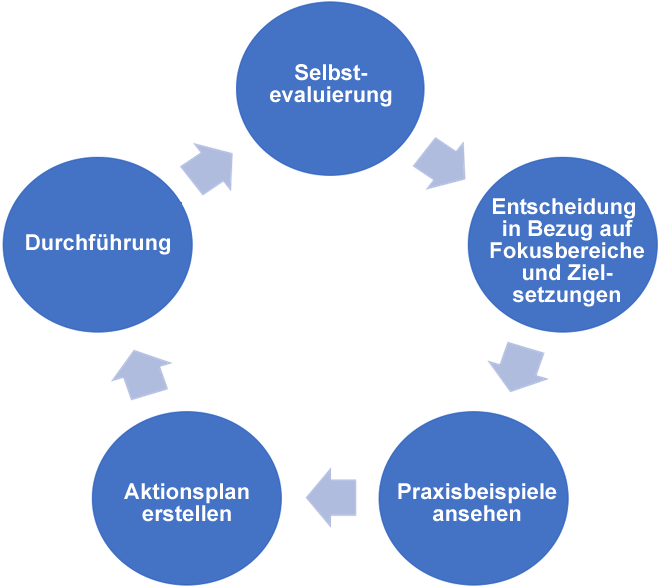 Selbst-
evaluierung
Entscheidung
in Bezug auf
Fokusbereiche
und Ziel-
setzungen
Praxisbeispiele
ansehen
Aktionsplan
erstellen
Durchführung